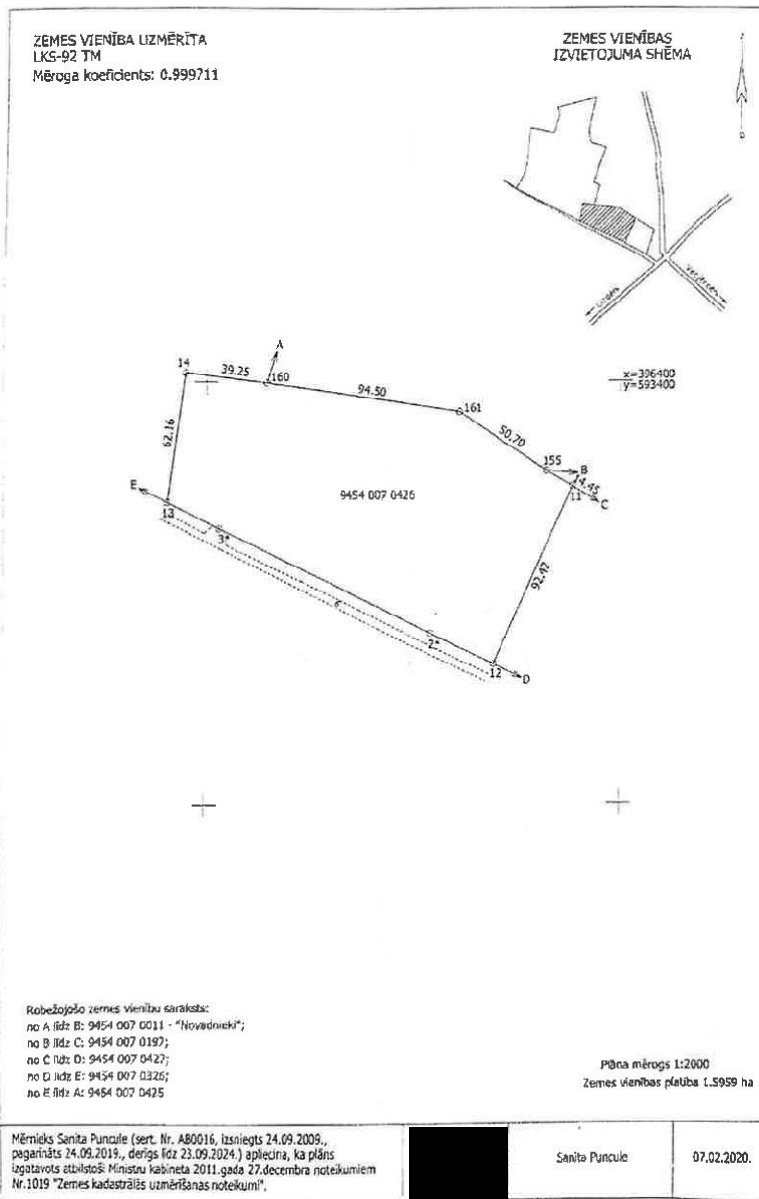 ZEMES VIENĪBA UZMĒRĪTA
LKS-92 TM
Mēroga koeficients: 0.999711
ZEMES VIENĪBAS
IZVIETOJUMA SHĒMA
D
Vecpiebalga
x=396400
y=593400
A
14
39.25
160
94.50
161
50.70
155
B
14.45
11
C
62.16
E
13
3*
9454 007 0426
92.47
6
2*
12
D
Robežojošo zemes vienību saraksts:
no A līdz B: 9454 007 0011 - "Novadnieki";
no B līdz C: 9454 007 0197;
no C līdz D: 9454 007 0427;
no D līdz E: 9454 007 0326;
no E līdz A: 9454 007 0425
Plāna mērogs 1:2000
Zemes vienības platība 1.5959 ha
Mērnieks Sanita Puncule (sert. Nr. AB0016, izsniegts 24.09.2009.,
pagarināts 24.09.2019., derīgs līdz 23.09.2024.) apliecina, ka plāns
izgatavots atbilstoši Ministru kabineta 2011.gada 27.decembra noteikumiem
Nr.1019 "Zemes kadastrālās uzmērīšanas noteikumi".
Sanita Puncule
07.02.2020.